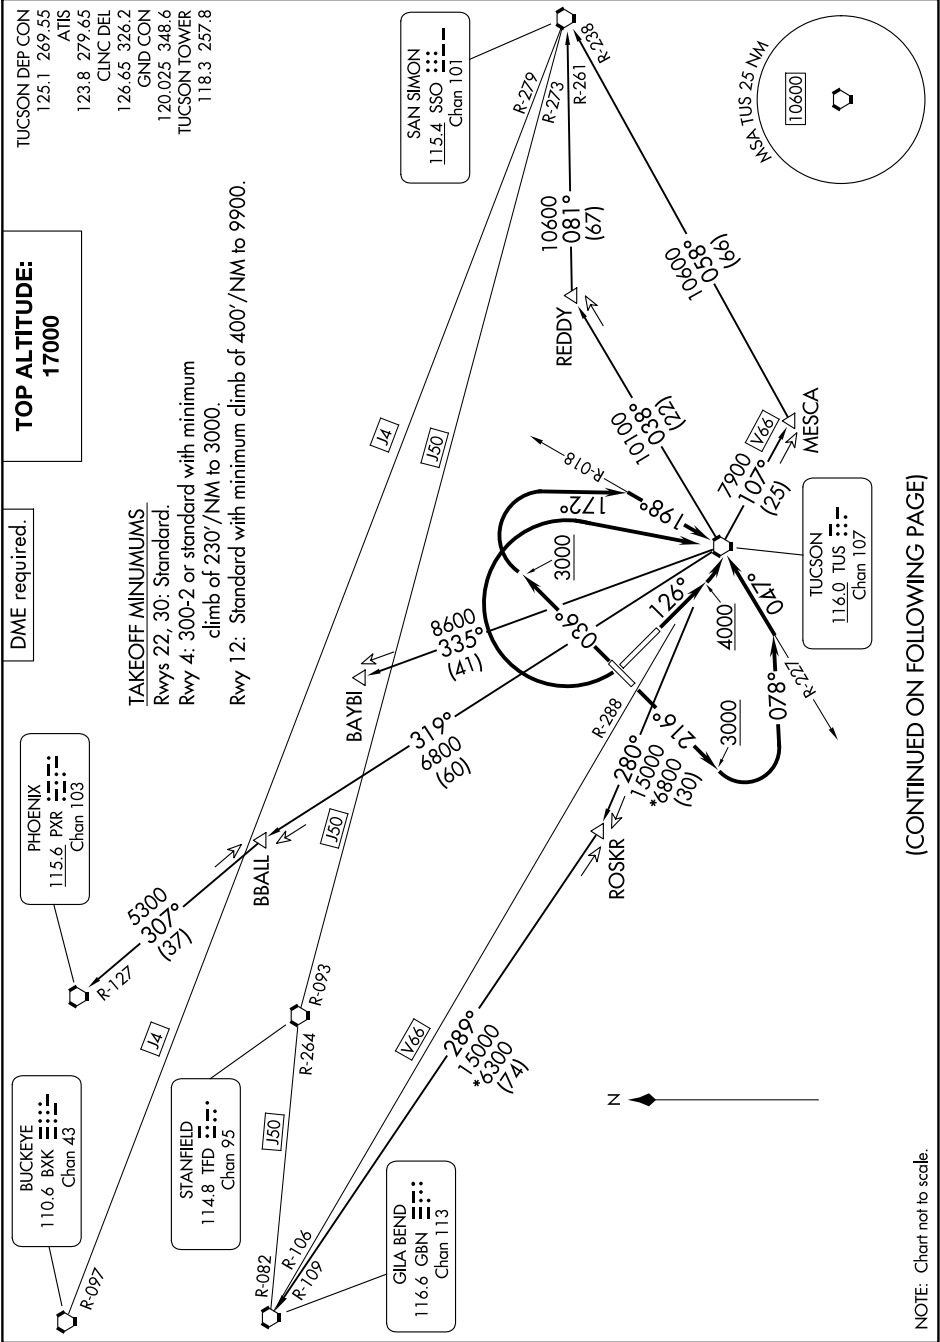 TUCSON DEP CON
125.1 269.55
ATIS
123.8 279.65
CLNC DEL
126.65 326.2
GND CON
120.025 348.6
TUCSON TOWER
118.3 257.8
TOP ALTITUDE:
17000
DME required.
TAKEOFF MINUMUMS
Rwys 22, 30: Standard.
Rwy 4: 300-2 or standard with minimum
climb of 230'/NM to 3000.
Rwy 12: Standard with minimum climb of 400'/NM to 9900.
PHOENIX
115.6 PXR
Chan 103
BUCKEYE
110.6 BXK
Chan 43
STANFIELD
114.8 TFD
Chan 95
GILA BEND
116.6 GBN
Chan 113
SAN SIMON
115.4 SSO
Chan 101
TUCSON
116.0 TUS
Chan 107
MSA TUS 25 NM
10600
R-097
J4
J4
R-279
R-127
5300
307°
(37)
BBALL
319°
6800
(60)
R-082
J50
R-264
R-093
J50
J50
R-273
BAYBI
8600
335°
(41)
R-261
10600
081°
(67)
REDDY
10100
038°
(22)
R-238
10600
058°
(66)
MESCA
7900
V66
107°
(25)
R-018
198°
172°
3000
036°
126°
4000
047°
R-227
078°
3000
216°
R-288
280°
15000
*6800
(30)
ROSKR
V66
R-106
R-109
289°
15000
*6300
(74)
N
(CONTINUED ON FOLLOWING PAGE)
NOTE: Chart not to scale.